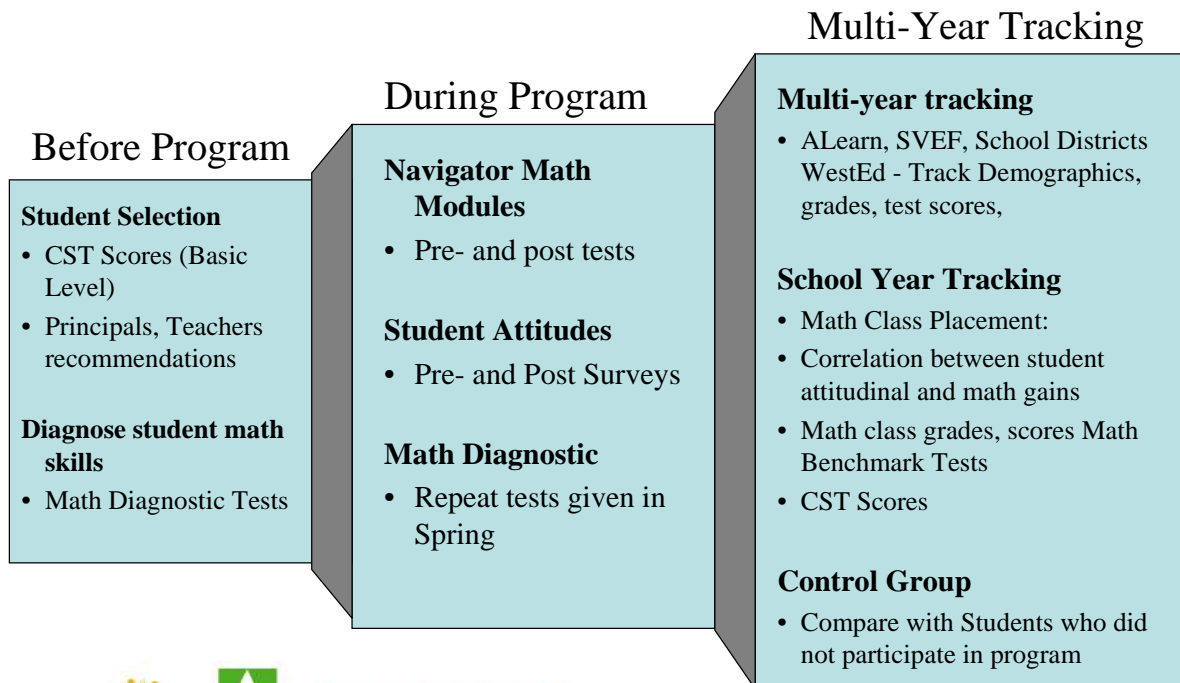 Before Program
Student Selection
• CST Scores (Basic
Level)
• Principals, Teachers
recommendations
Diagnose student math
skills
• Math Diagnostic Tests
During Program
Navigator Math
Modules
• Pre- and post tests
Student Attitudes
• Pre- and Post Surveys
Math Diagnostic
• Repeat tests given in
Spring
Multi-Year Tracking
Multi-year tracking
• ALearn, SVEF, School Districts
WestEd - Track Demographics,
grades, test scores,
School Year Tracking
• Math Class Placement:
• Correlation between student
attitudinal and math gains
• Math class grades, scores Math
Benchmark Tests
• CST Scores
Control Group
• Compare with Students who did
not participate in program